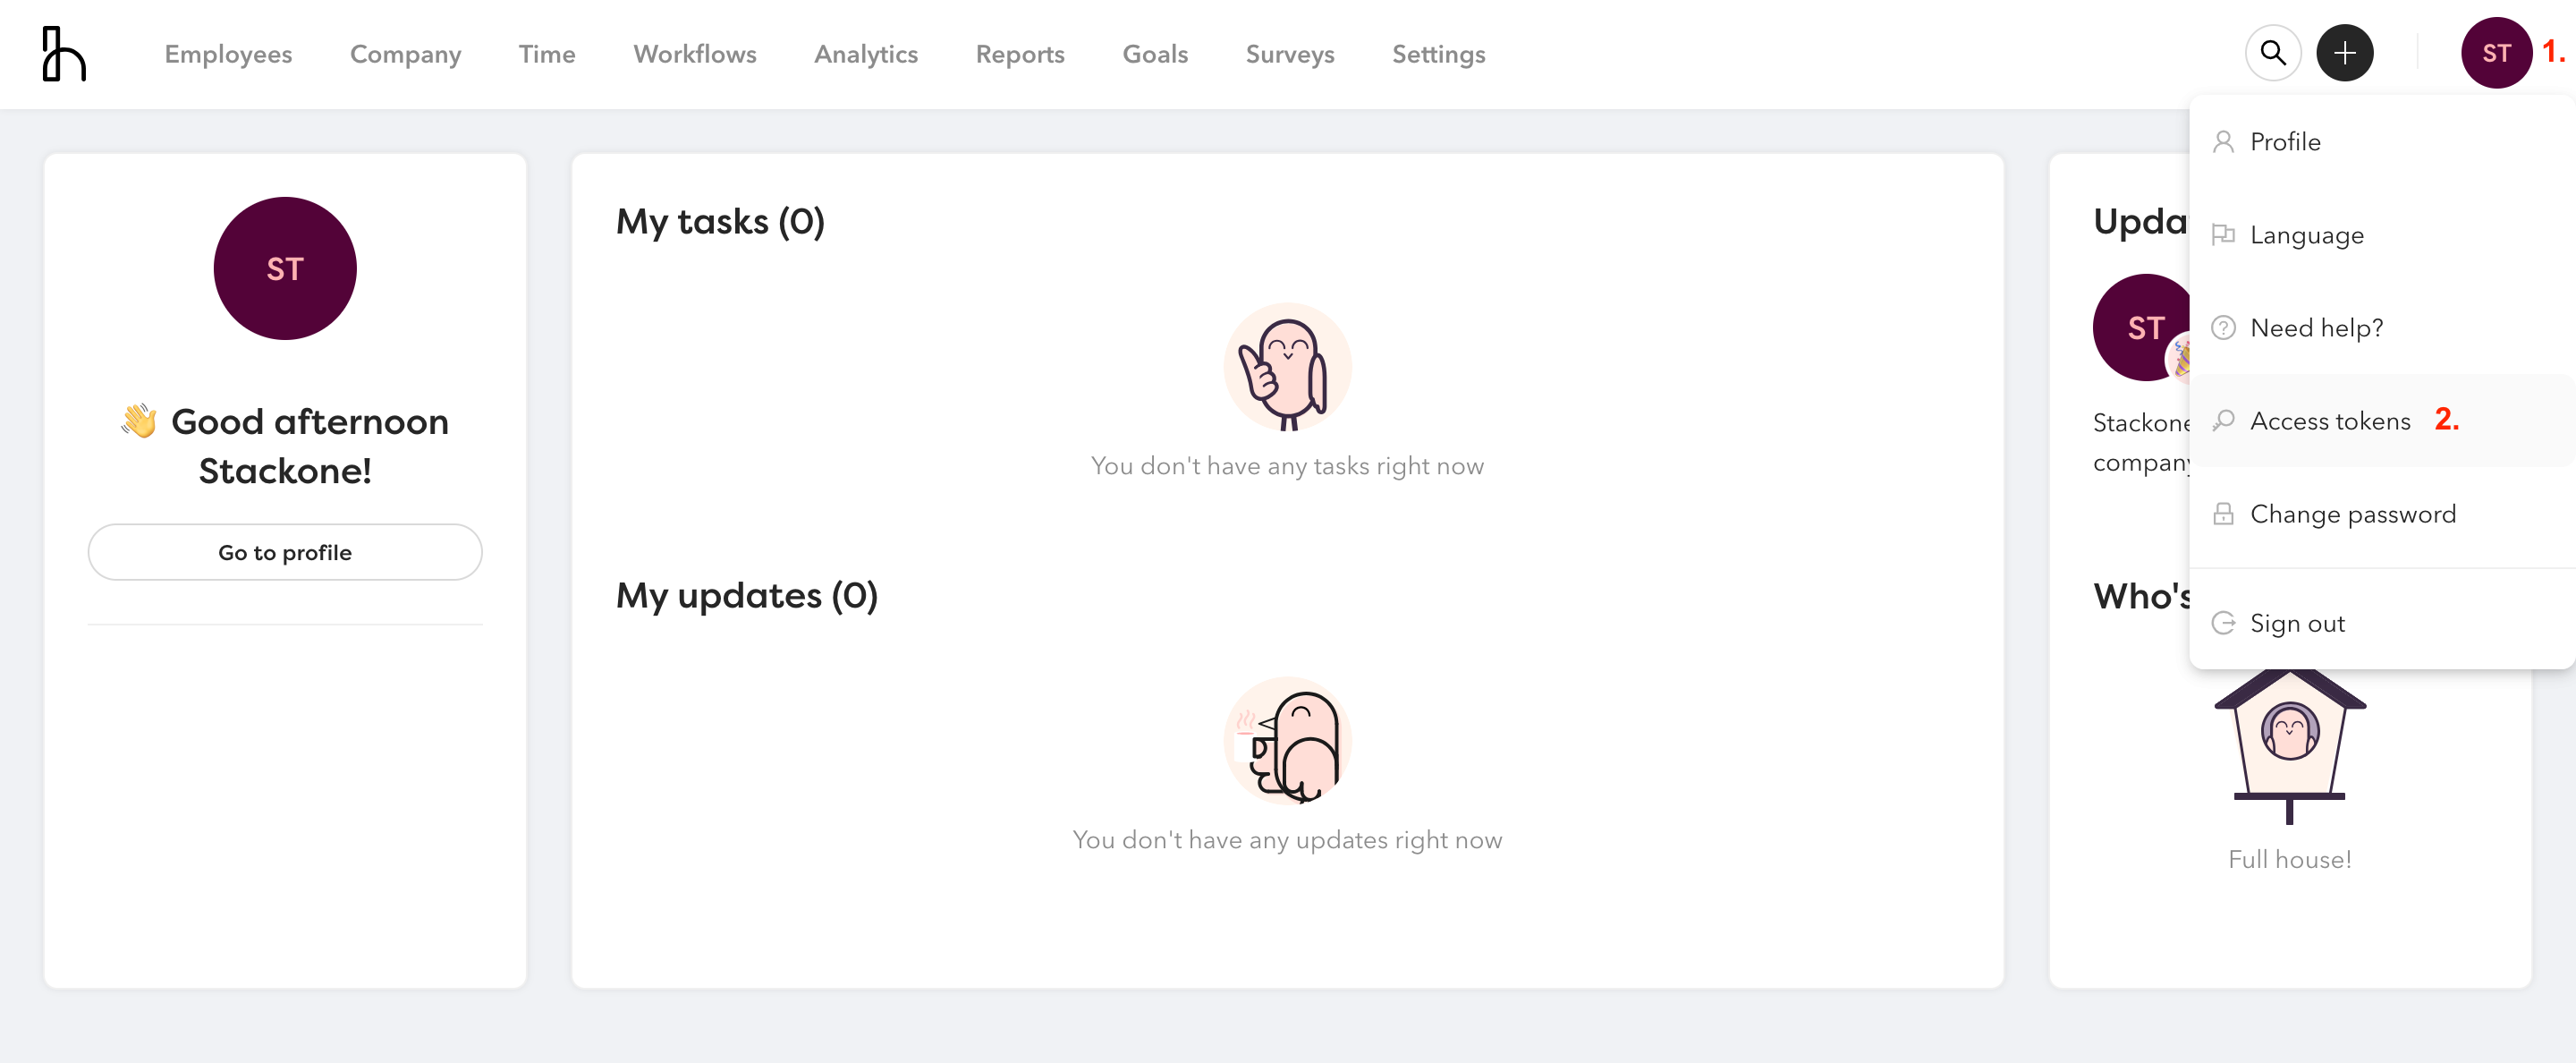 Employees Company Time Workflows Analytics Reports Goals Surveys Settings ST 1.
ST
👋 Good afternoon
Stackone!
Go to profile
My tasks (0)
You don't have any tasks right now
My updates (0)
You don't have any updates right now
ST
Stackone
company
Who's
Full house!
Profile
Language
Need help?
Access tokens 2.
Change password
Sign out